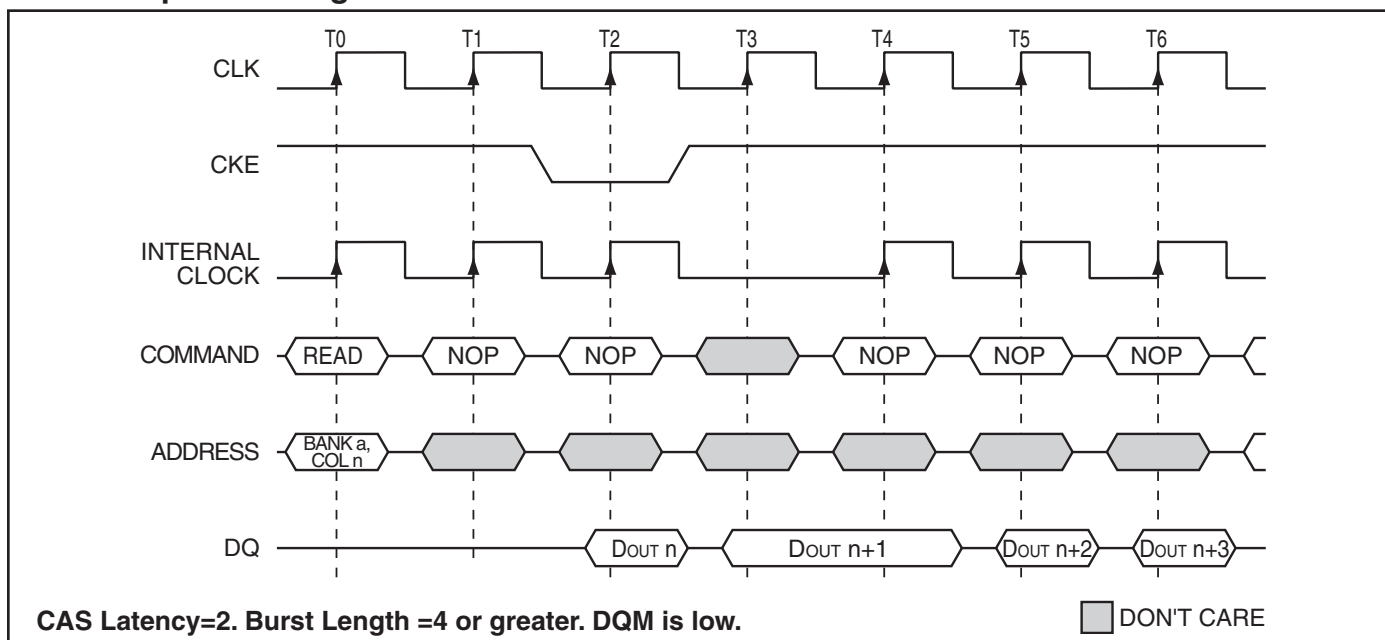 T0 T1 T2 T3 T4 T5 T6
CLK
CKE
INTERNAL
CLOCK
COMMAND READ NOP NOP NOP NOP NOP
ADDRESS BANK a,
COL n
DQ DOUT n DOUT n+1 DOUT n+2 DOUT n+3
CAS Latency=2. Burst Length =4 or greater. DQM is low. DON'T CARE